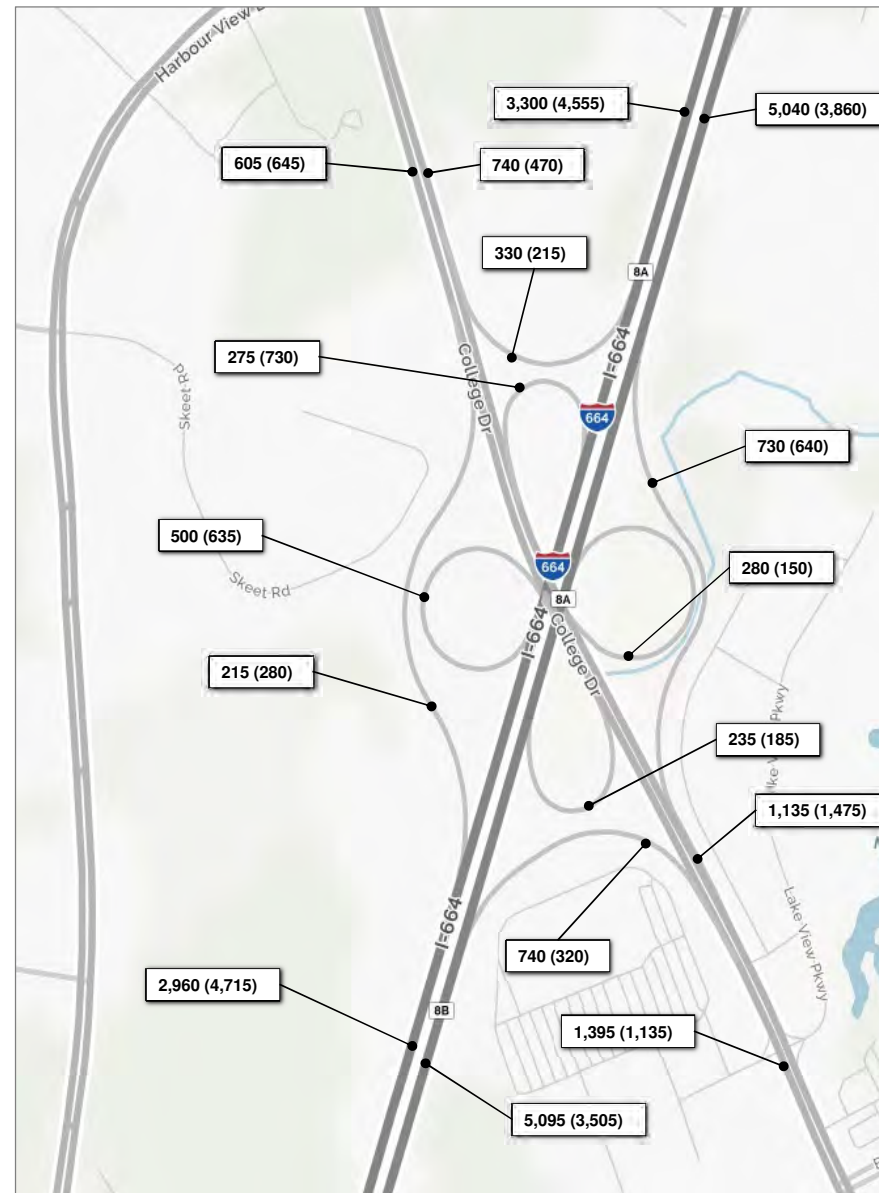 Harbour View
3,300 (4,555)
5,040 (3,860)
605 (645)
740 (470)
330 (215)
8A
I-664
275 (730)
College Dr
Skeet Rd
664
730 (640)
500 (635)
664
280 (150)
Skeet Rd
8A
I-664
College Dr
215 (280)
235 (185)
Pkwy
1,135 (1,475)
I-664
Lake View Pkwy
740 (320)
2,960 (4,715)
8B
1,395 (1,135)
5,095 (3,505)